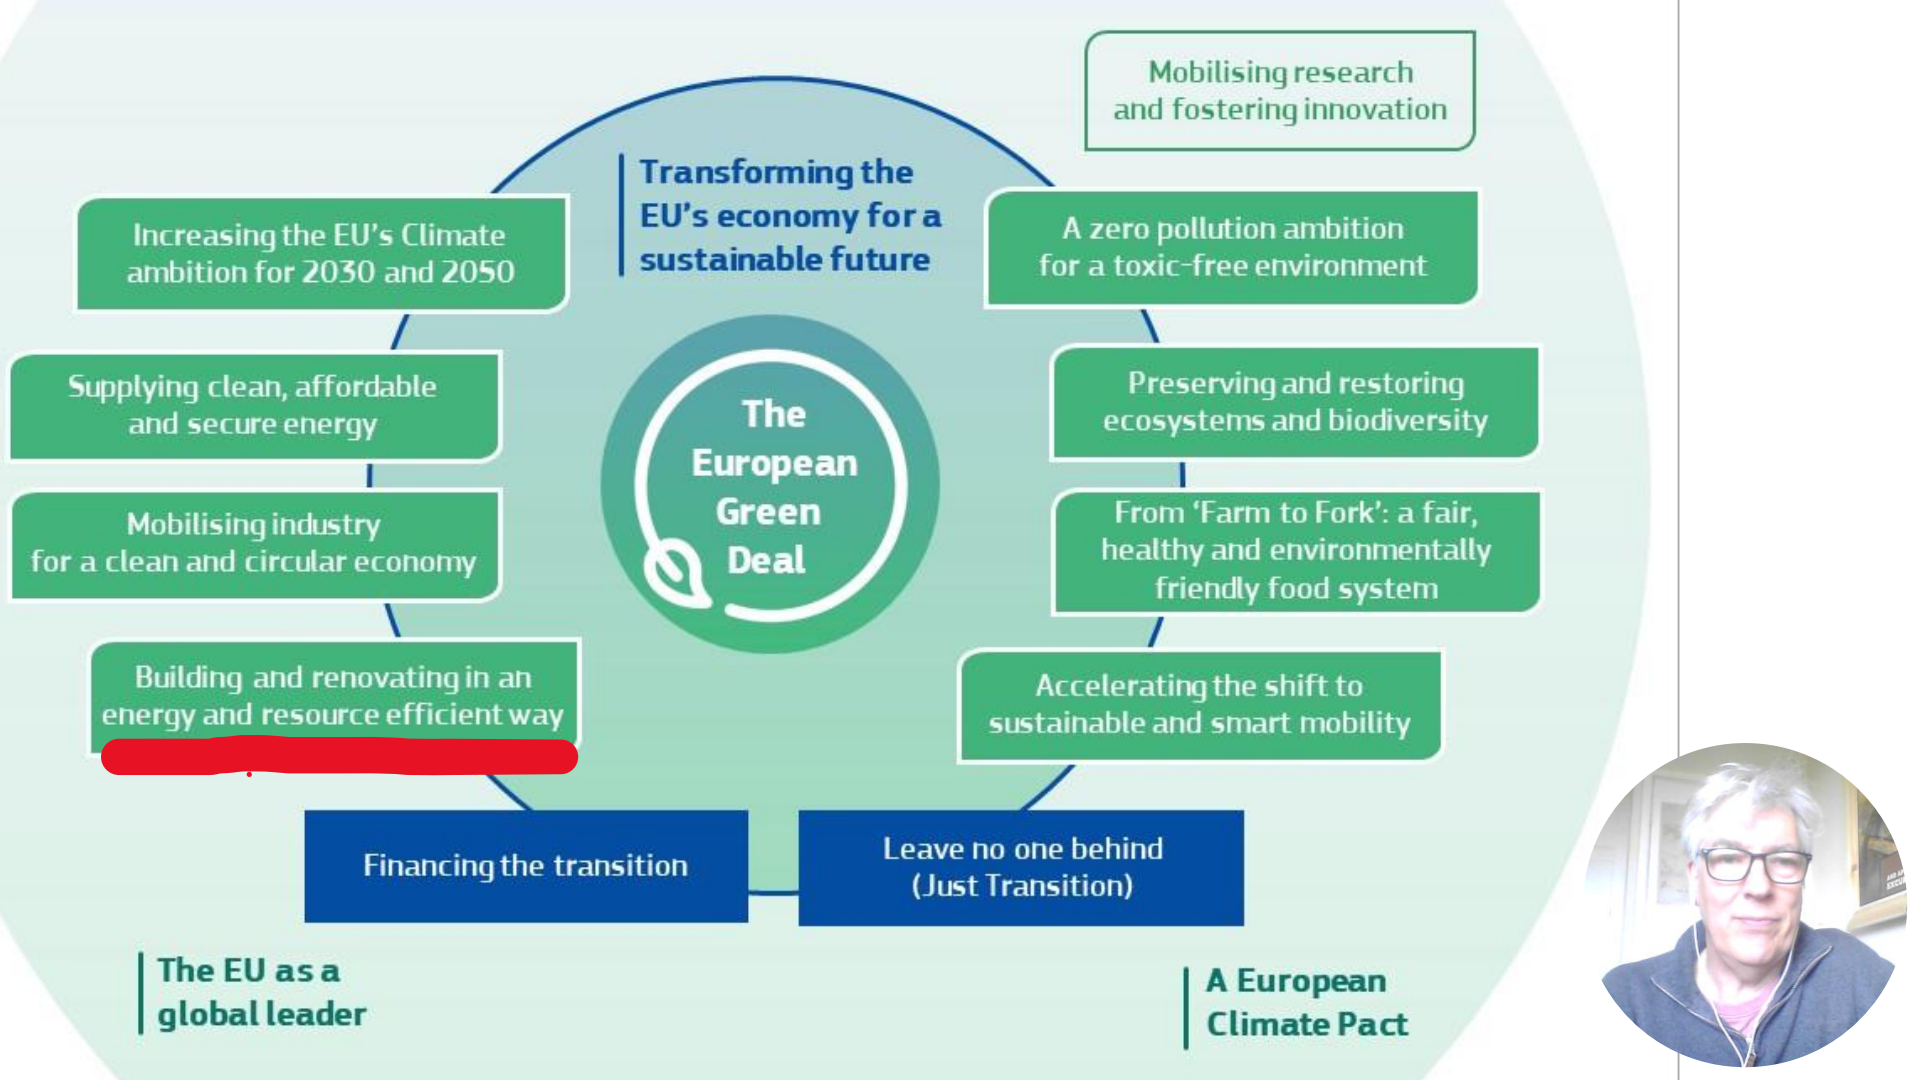 Mobilising research
and fostering innovation
Transforming the
EU's economy for a
sustainable future
Increasing the EU's Climate
ambition for 2030 and 2050
A zero pollution ambition
for a toxic-free environment
Supplying clean, affordable
and secure energy
Preserving and restoring
ecosystems and biodiversity
The
European
Green
Deal
Mobilising industry
for a clean and circular economy
From ‘Farm to Fork’: a fair,
healthy and environmentally
friendly food system
Building and renovating in an
energy and resource efficient way
Accelerating the shift to
sustainable and smart mobility
Financing the transition
Leave no one behind
(Just Transition)
The EU as a
global leader
A European
Climate Pact